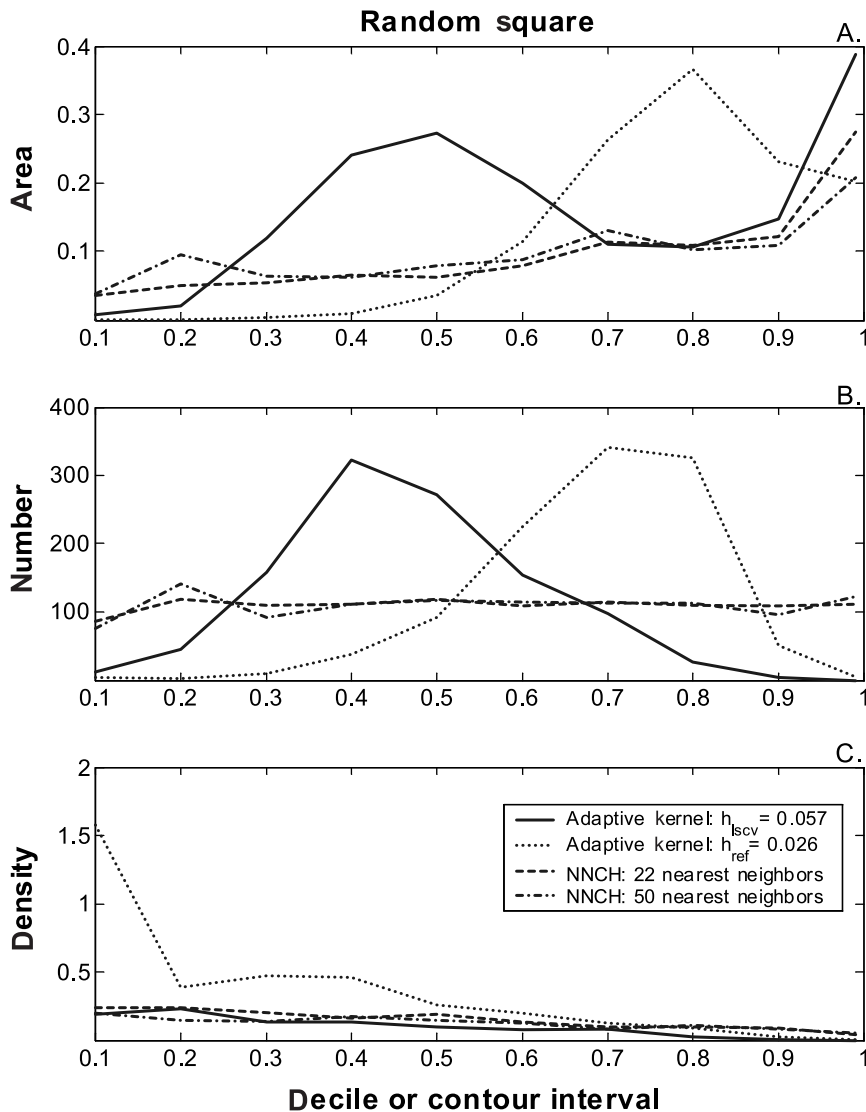 Random square
A.
Area
0.4
0.3
0.2
0.1
0.1 0.2 0.3 0.4 0.5 0.6 0.7 0.8 0.9 1
B.
Number
400
300
200
100
0.1 0.2 0.3 0.4 0.5 0.6 0.7 0.8 0.9 1
C.
Density
2
1.5
1
0.5
Adaptive kernel: h_lscv = 0.057
Adaptive kernel: h_ref = 0.026
NNCH: 22 nearest neighbors
NNCH: 50 nearest neighbors
0.1 0.2 0.3 0.4 0.5 0.6 0.7 0.8 0.9 1
Decile or contour interval